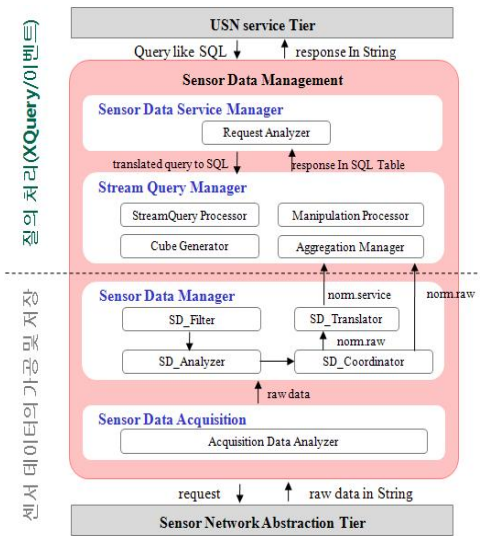 USN service Tier
Query like SQL
response In String
Sensor Data Management
Sensor Data Service Manager
Request Analyzer
translated query to SQL
response In SQL Table
Stream Query Manager
StreamQuery Processor
Manipulation Processor
Cube Generator
Aggregation Manager
질의 처리(XQuery/이벤트)
norm.service
norm.raw
Sensor Data Manager
SD_Filter
SD_Translator
norm.raw
SD_Analyzer
SD_Coordinator
raw data
Sensor Data Acquisition
Acquisition Data Analyzer
센서 데이터의 가공 및 저장
request
raw data in String
Sensor Network Abstraction Tier